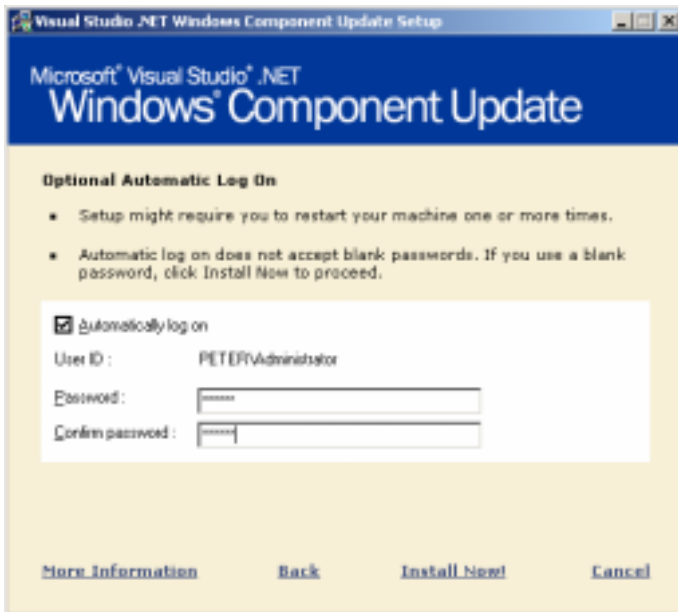 Visual Studio .NET Windows Component Update Setup
Microsoft® Visual Studio® .NET
Windows® Component Update
Optional Automatic Log On
• Setup might require you to restart your machine one or more times.
• Automatic log on does not accept blank passwords. If you use a blank
password, click Install Now to proceed.
Automatically log on
User ID : PETER\Administrator
Password :
Confirm password :
More Information Back Install Now! Cancel